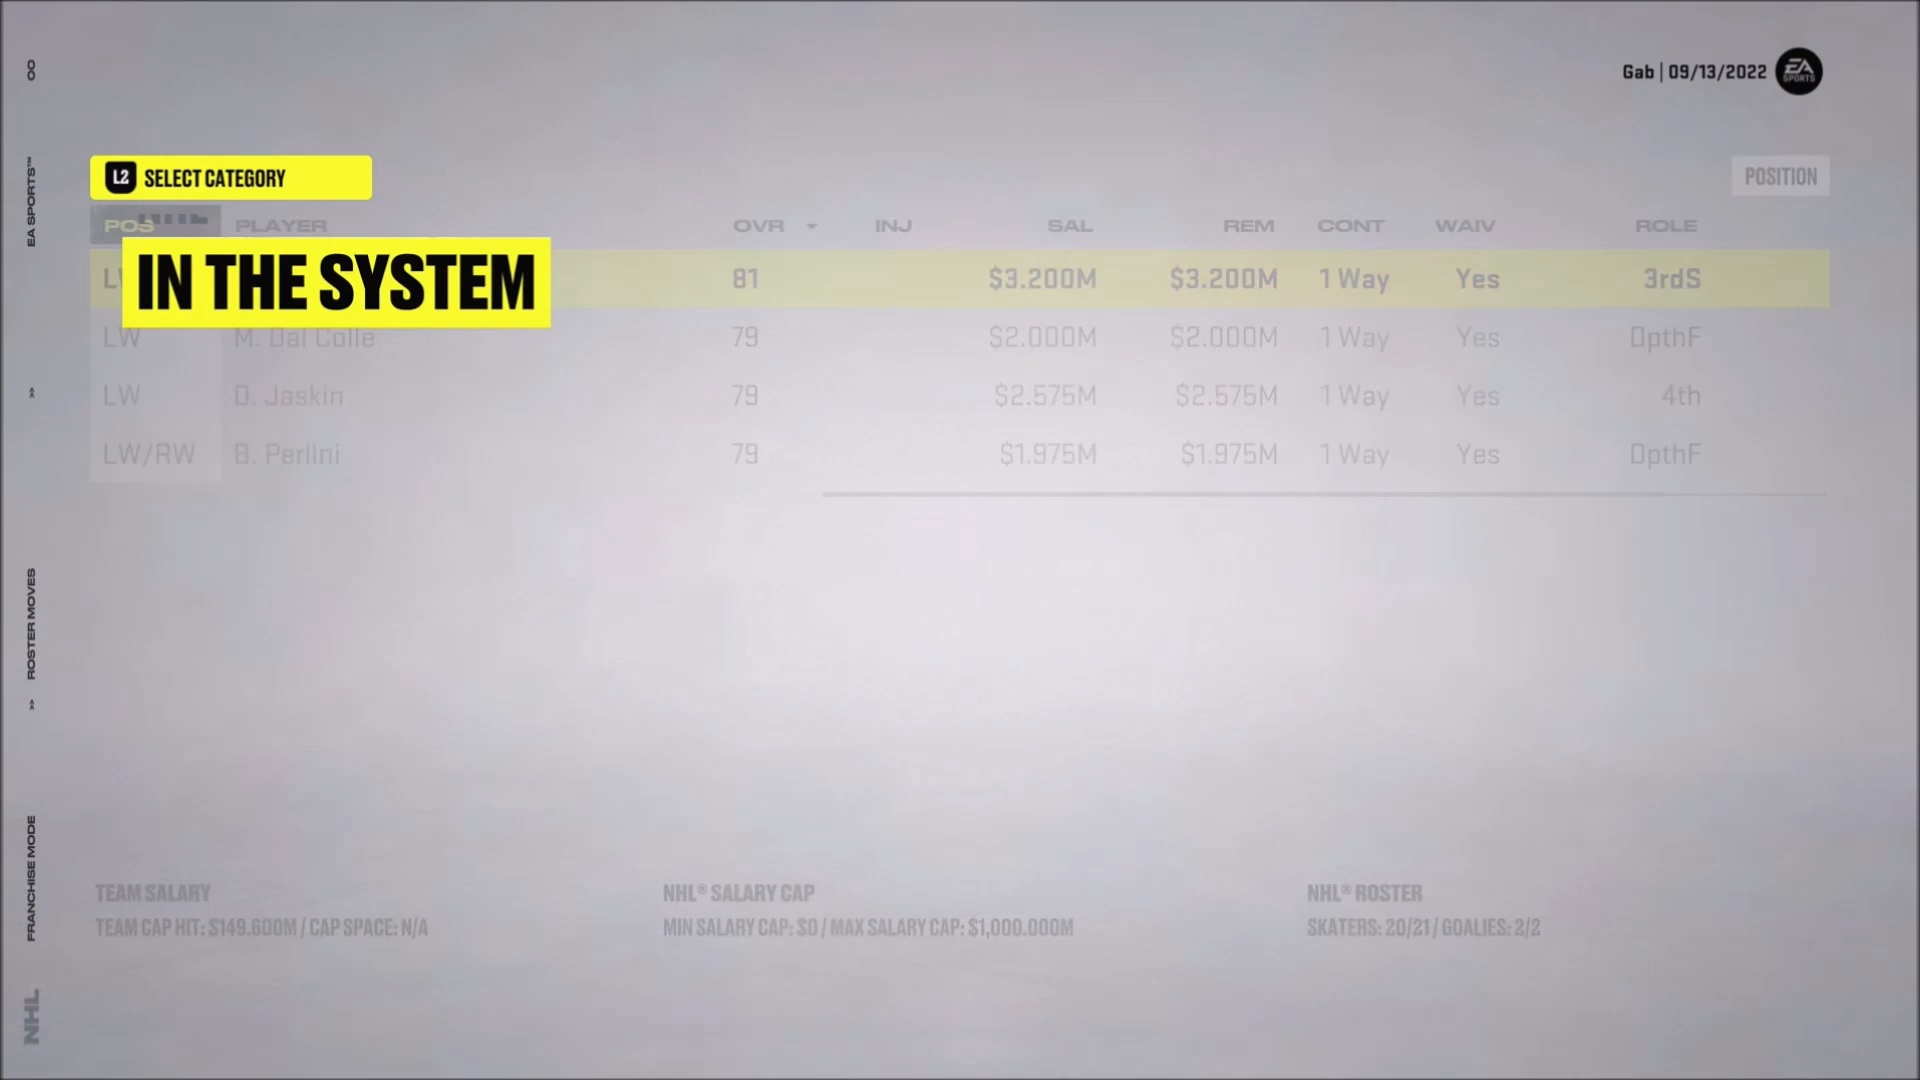 Gab | 09/13/2022
EA SPORTS
L2 SELECT CATEGORY
POSITION
POS PLAYER OVR INJ SAL REM CONT WAIV ROLE
IN THE SYSTEM
81 $3.200M $3.200M 1 Way Yes 3rdS
LW M. Dal Colle 79 $2.000M $2.000M 1 Way Yes DpthF
LW D. Jaskin 79 $2.575M $2.575M 1 Way Yes 4th
LW/RW B. Perlini 79 $1.975M $1.975M 1 Way Yes DpthF
TEAM SALARY
TEAM CAP HIT: $149.600M / CAP SPACE: N/A
NHL® SALARY CAP
MIN SALARY CAP: $0 / MAX SALARY CAP: $1,000.000M
NHL® ROSTER
SKATERS: 20/21 / GOALIES: 2/2
NHL
FRANCHISE MODE
>>
ROSTER MOVES
>>
EA SPORTS™